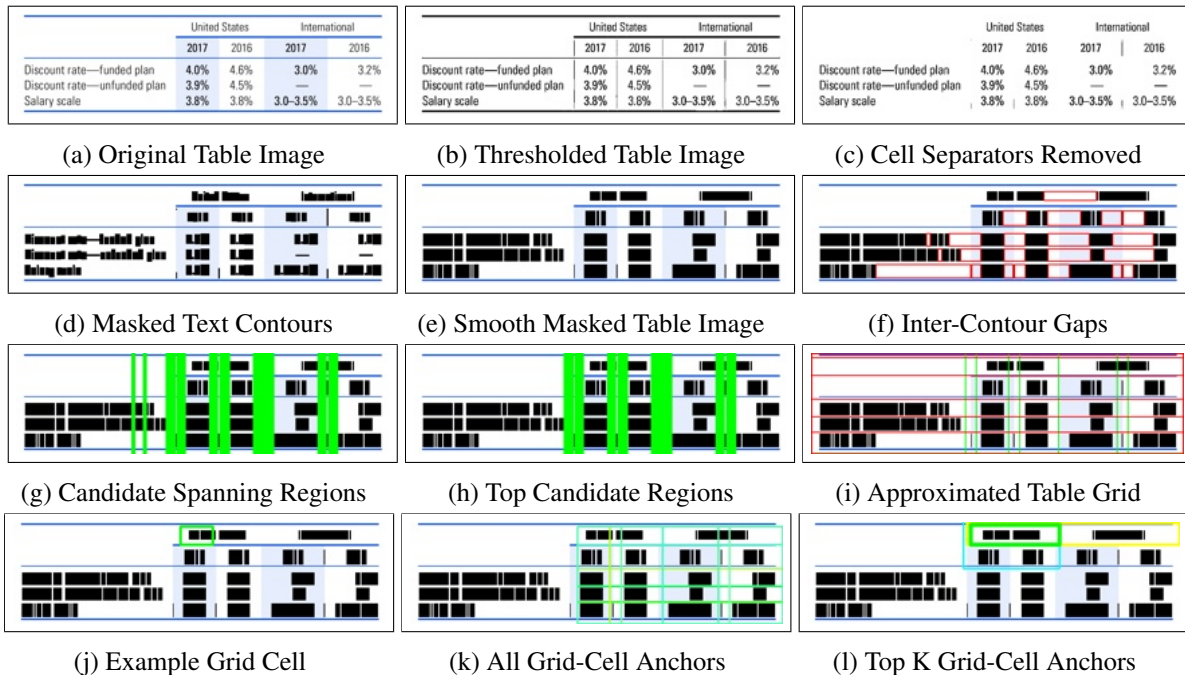 United States International
2017 2016 2017 2016
Discount rate—funded plan 4.0% 4.6% 3.0% 3.2%
Discount rate—unfunded plan 3.9% 4.5% — —
Salary scale 3.8% 3.8% 3.0–3.5% 3.0–3.5%
(a) Original Table Image
United States International
2017 2016 2017 2016
Discount rate—funded plan 4.0% 4.6% 3.0% 3.2%
Discount rate—unfunded plan 3.9% 4.5% — —
Salary scale 3.8% 3.8% 3.0–3.5% 3.0–3.5%
(b) Thresholded Table Image
United States International
2017 2016 2017 2016
Discount rate—funded plan 4.0% 4.6% 3.0% 3.2%
Discount rate—unfunded plan 3.9% 4.5% — —
Salary scale 3.8% 3.8% 3.0–3.5% 3.0–3.5%
(c) Cell Separators Removed
(d) Masked Text Contours
(e) Smooth Masked Table Image
(f) Inter-Contour Gaps
(g) Candidate Spanning Regions
(h) Top Candidate Regions
(i) Approximated Table Grid
(j) Example Grid Cell
(k) All Grid-Cell Anchors
(l) Top K Grid-Cell Anchors